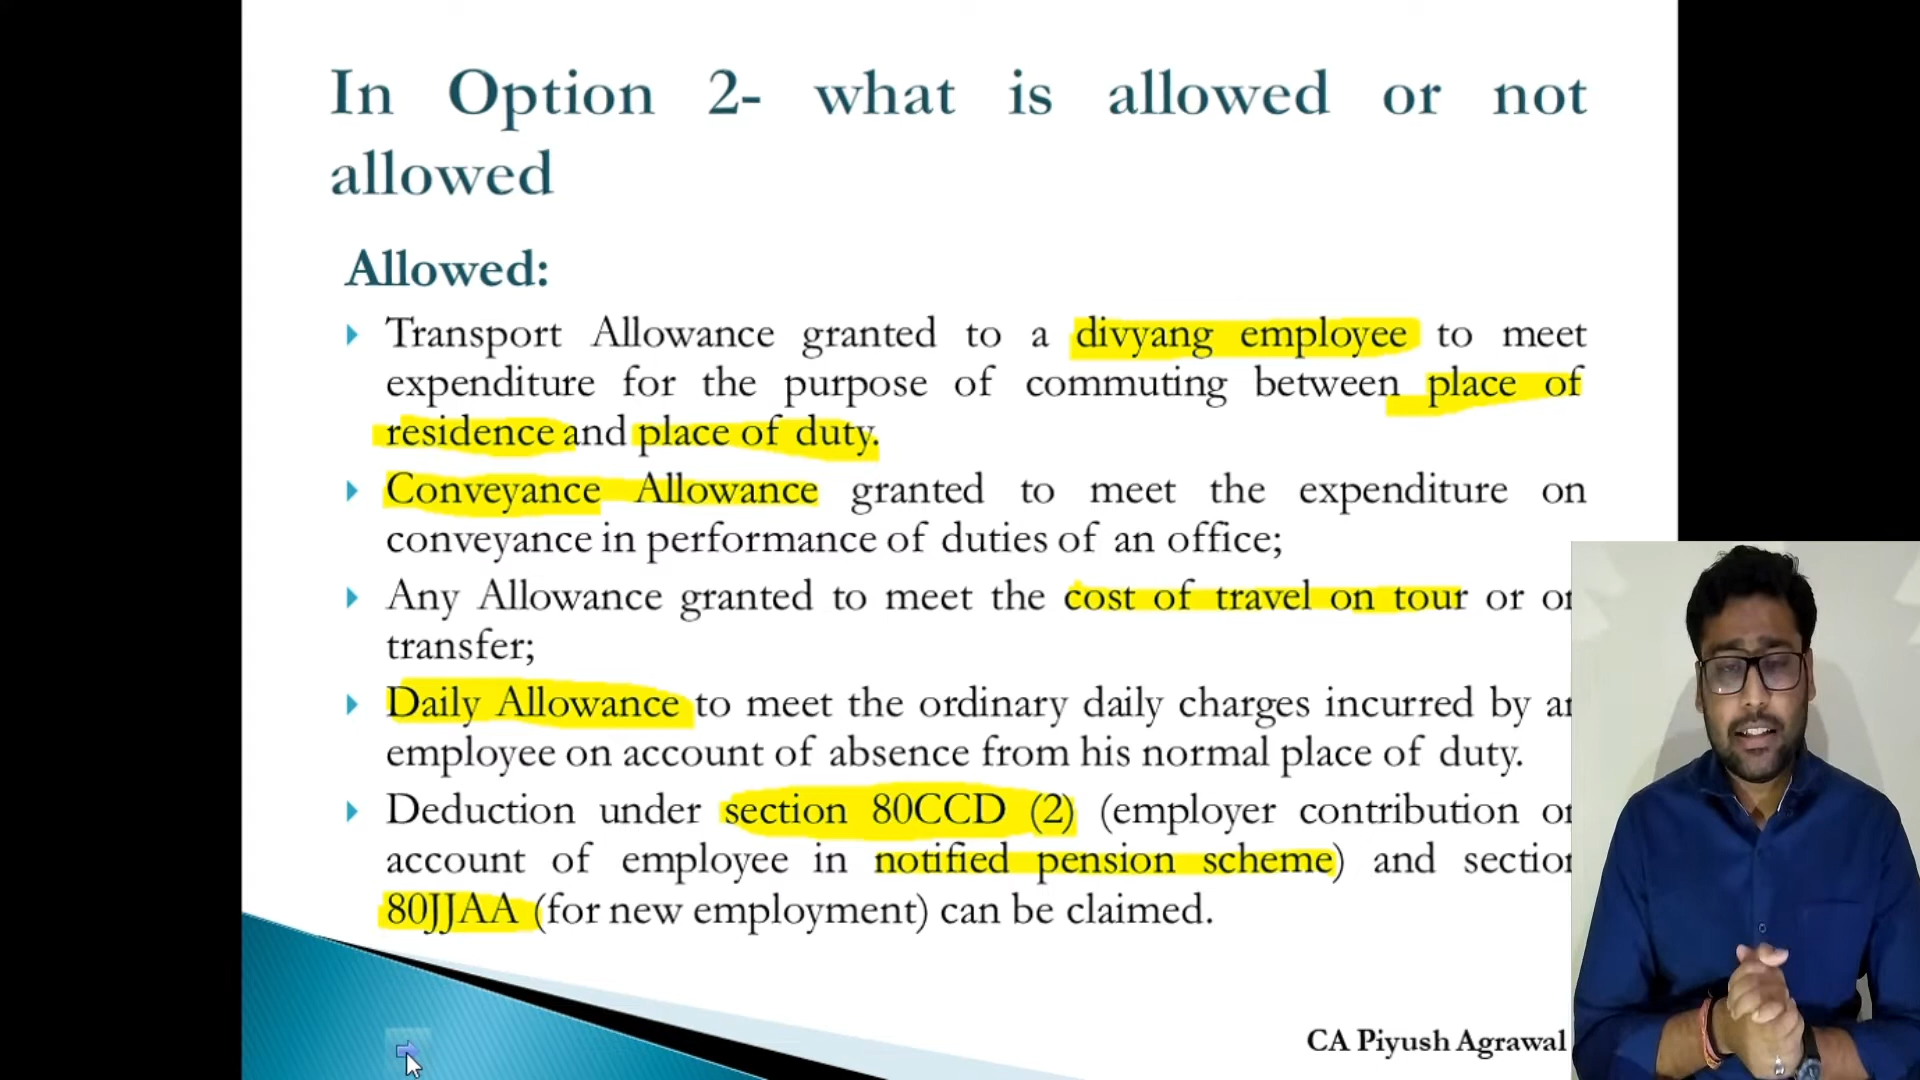 In Option 2- what is allowed or not
allowed
Allowed:
Transport Allowance granted to a divyang employee to meet
expenditure for the purpose of commuting between place of
residence and place of duty.
Conveyance Allowance granted to meet the expenditure on
conveyance in performance of duties of an office;
Any Allowance granted to meet the cost of travel on tour or
transfer;
Daily Allowance to meet the ordinary daily charges incurred by
employee on account of absence from his normal place of duty.
Deduction under section 80CCD (2) (employer contribution
account of employee in notified pension scheme) and
80JJAA (for new employment) can be claimed.
CA Piyush Agrawal